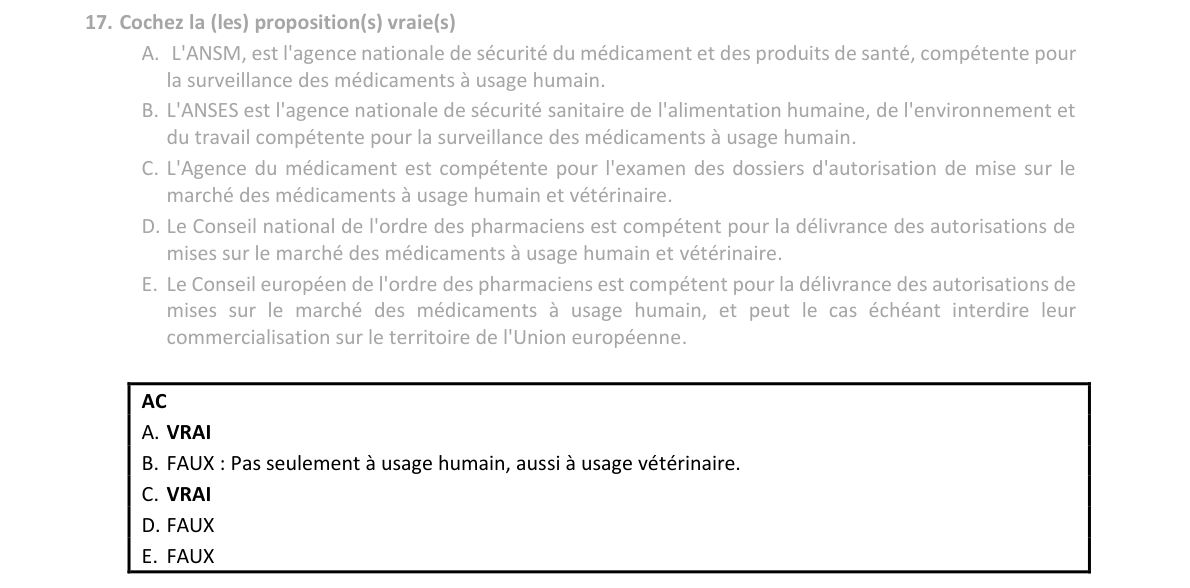 17. Cochez la (les) proposition(s) vraie(s)
A. L'ANSM, est l'agence nationale de sécurité du médicament et des produits de santé, compétente pour
la surveillance des médicaments à usage humain.
B. L'ANSES est l'agence nationale de sécurité sanitaire de l'alimentation humaine, de l'environnement et
du travail compétente pour la surveillance des médicaments à usage humain.
C. L'Agence du médicament est compétente pour l'examen des dossiers d'autorisation de mise sur le
marché des médicaments à usage humain et vétérinaire.
D. Le Conseil national de l'ordre des pharmaciens est compétent pour la délivrance des autorisations de
mises sur le marché des médicaments à usage humain et vétérinaire.
E. Le Conseil européen de l'ordre des pharmaciens est compétent pour la délivrance des autorisations de
mises sur le marché des médicaments à usage humain, et peut le cas échéant interdire leur
commercialisation sur le territoire de l'Union européenne.
AC
A. VRAI
B. FAUX : Pas seulement à usage humain, aussi à usage vétérinaire.
C. VRAI
D. FAUX
E. FAUX